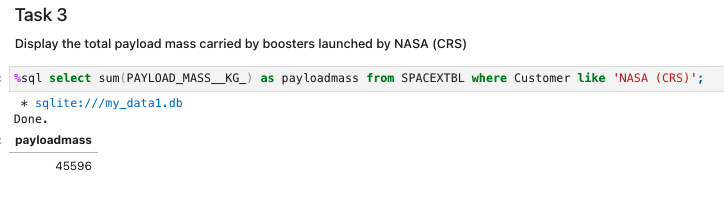 Task 3
Display the total payload mass carried by boosters launched by NASA (CRS)
%sql select sum(PAYLOAD_MASS__KG_) as payloadmass from SPACEXTBL where Customer like 'NASA (CRS)';
* sqlite:///my_data1.db
Done.
payloadmass
45596